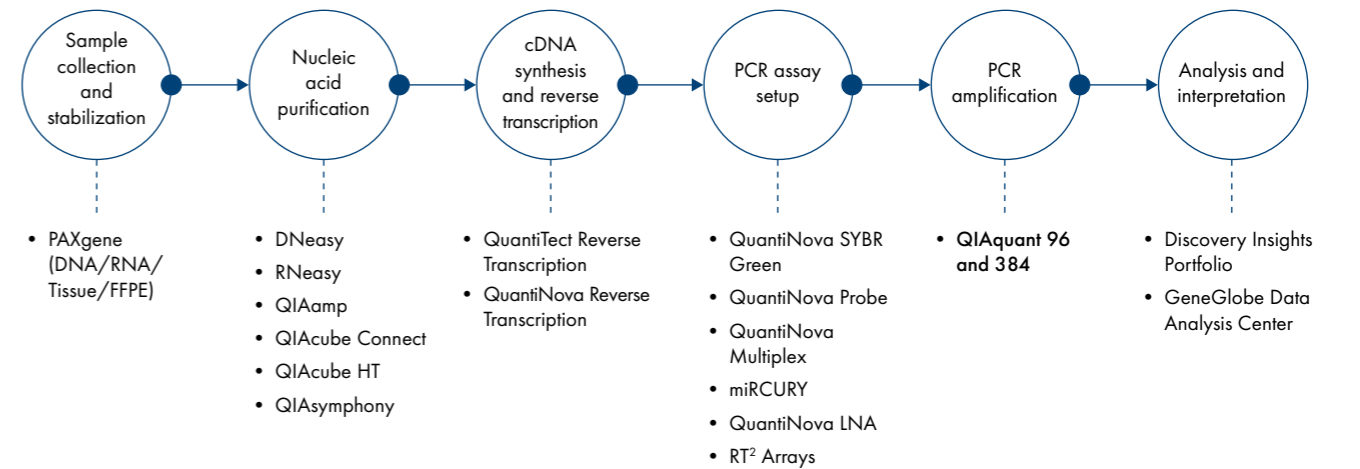 Sample
collection
and
stabilization
Nucleic
acid
purification
cDNA
synthesis
and reverse
transcription
PCR assay
setup
PCR
amplification
Analysis and
interpretation
• PAXgene
(DNA/RNA/
Tissue/FFPE)
• DNeasy
• RNeasy
• QIAamp
• QIAcube Connect
• QIAcube HT
• QIAsymphony
• QuantiTect Reverse
Transcription
• QuantiNova Reverse
Transcription
• QuantiNova SYBR
Green
• QuantiNova Probe
• QuantiNova
Multiplex
• miRCURY
• QuantiNova LNA
• RT² Arrays
• QIAquant 96
and 384
• Discovery Insights
Portfolio
• GeneGlobe Data
Analysis Center